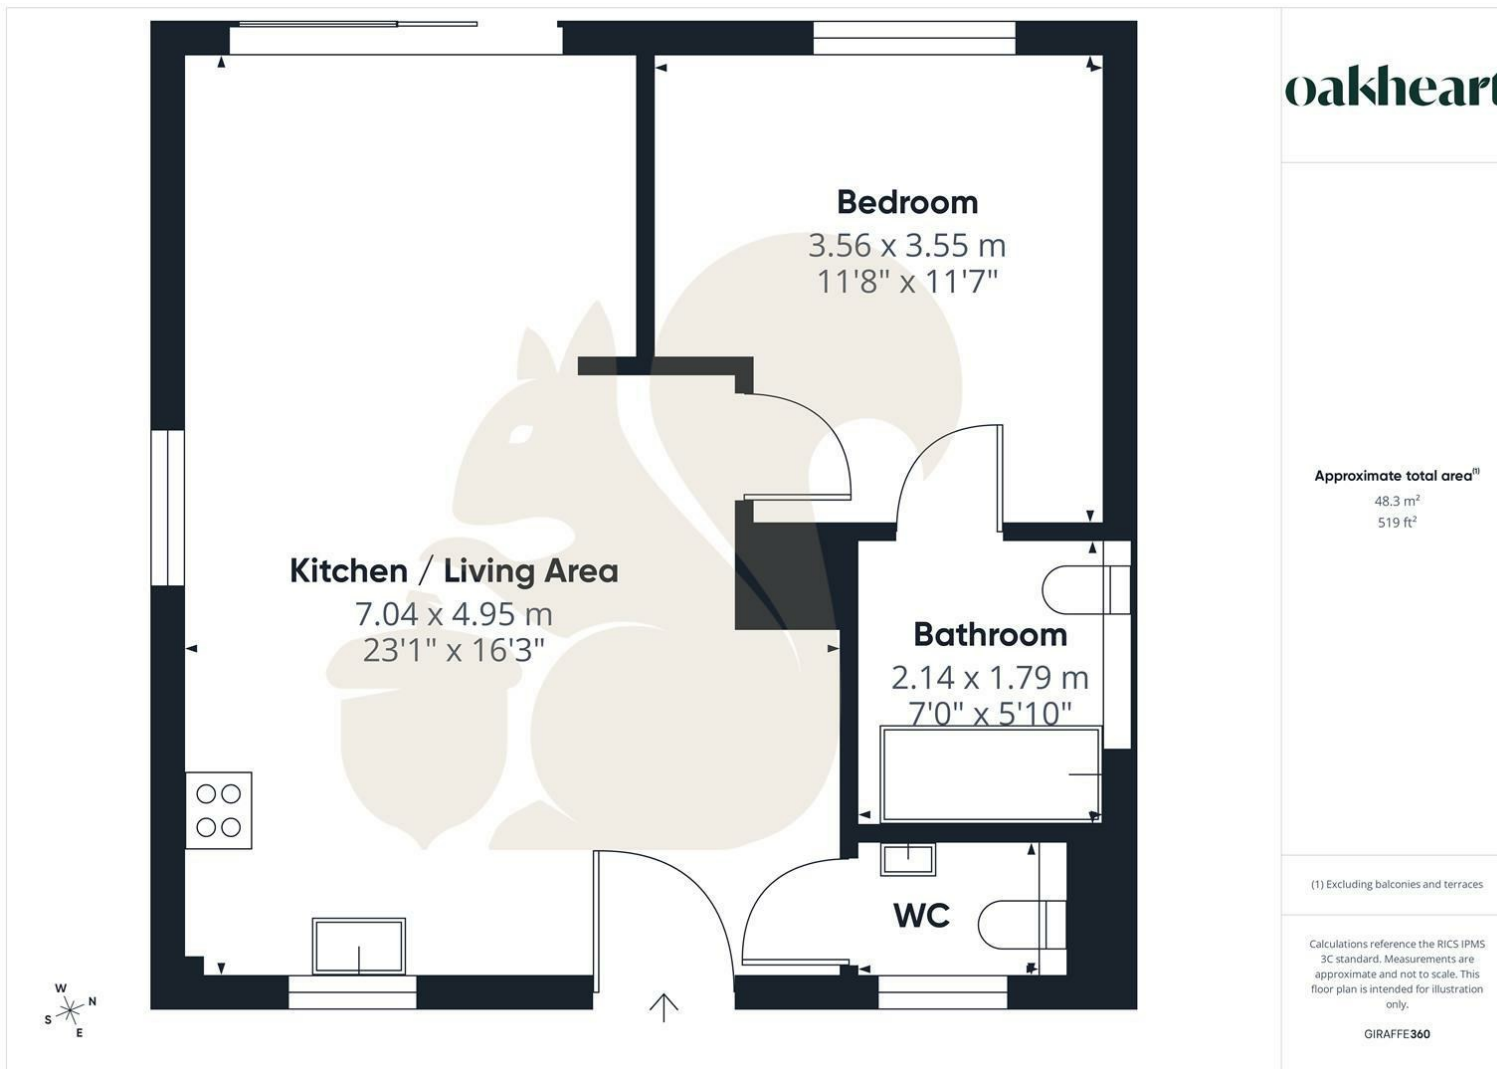 oakheart
Bedroom
3.56 x 3.55 m
11'8" x 11'7"
Kitchen / Living Area
7.04 x 4.95 m
23'1" x 16'3"
Bathroom
2.14 x 1.79 m
7'0" x 5'10"
WC
W
N
S
E
Approximate total area(1)
48.3 m²
519 ft²
(1) Excluding balconies and terraces
Calculations reference the RICS IPMS
3C standard. Measurements are
approximate and not to scale. This
floor plan is intended for illustration
only.
GIRAFFE360